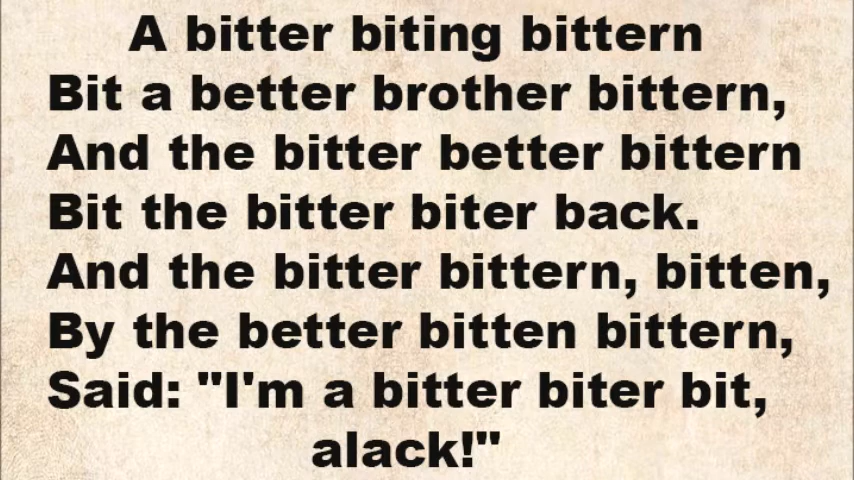 A bitter biting bittern
Bit a better brother bittern,
And the bitter better bittern
Bit the bitter biter back.
And the bitter bittern, bitten,
By the better bitten bittern,
Said: "I'm a bitter biter bit,
alack!"